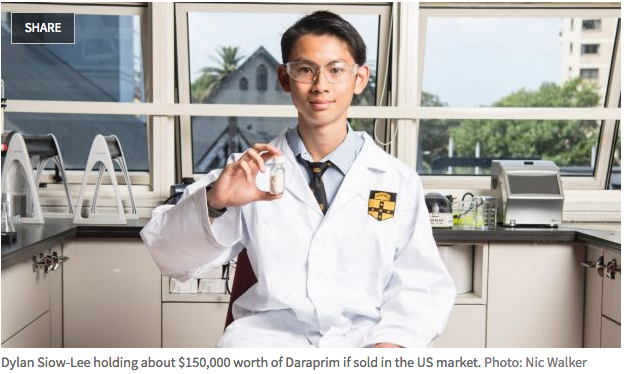 SHARE
Dylan Siow-Lee holding about $150,000 worth of Daraprim if sold in the US market. Photo: Nic Walker